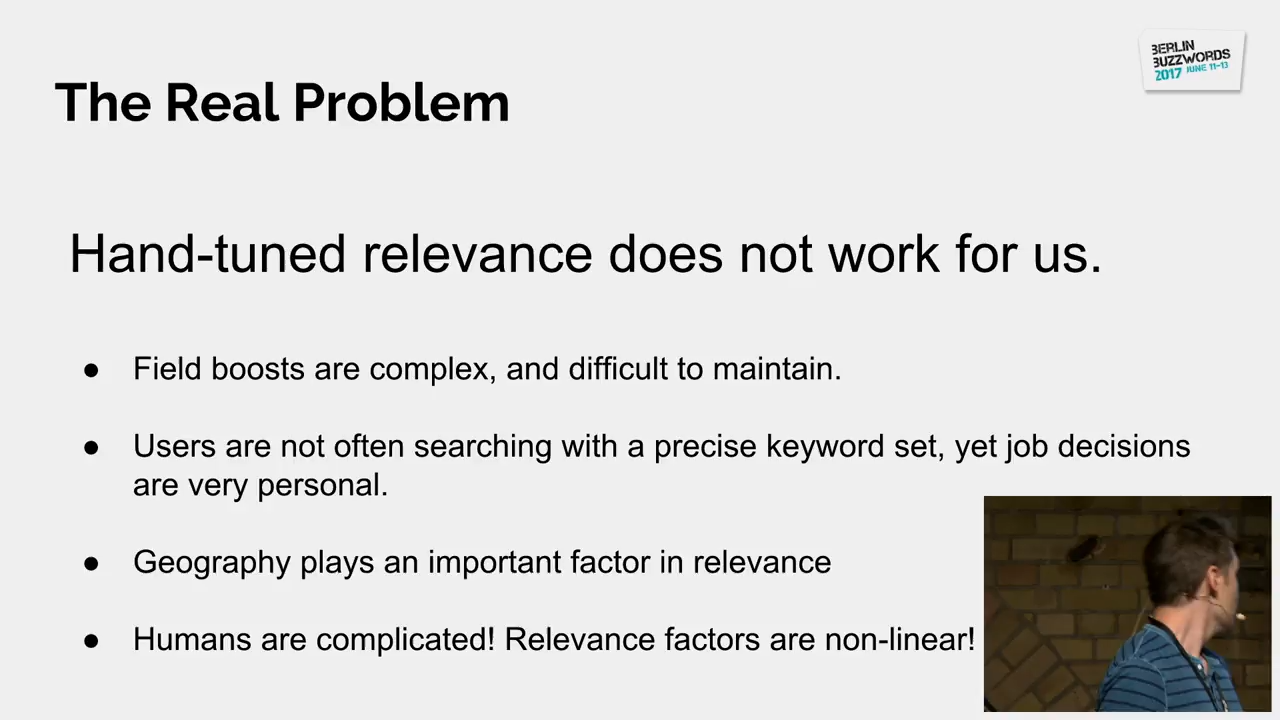 BERLIN
BUZZWORDS
2017 JUNE 11-13
The Real Problem
Hand-tuned relevance does not work for us.
● Field boosts are complex, and difficult to maintain.
● Users are not often searching with a precise keyword set, yet job decisions
are very personal.
● Geography plays an important factor in relevance
● Humans are complicated! Relevance factors are non-linear!